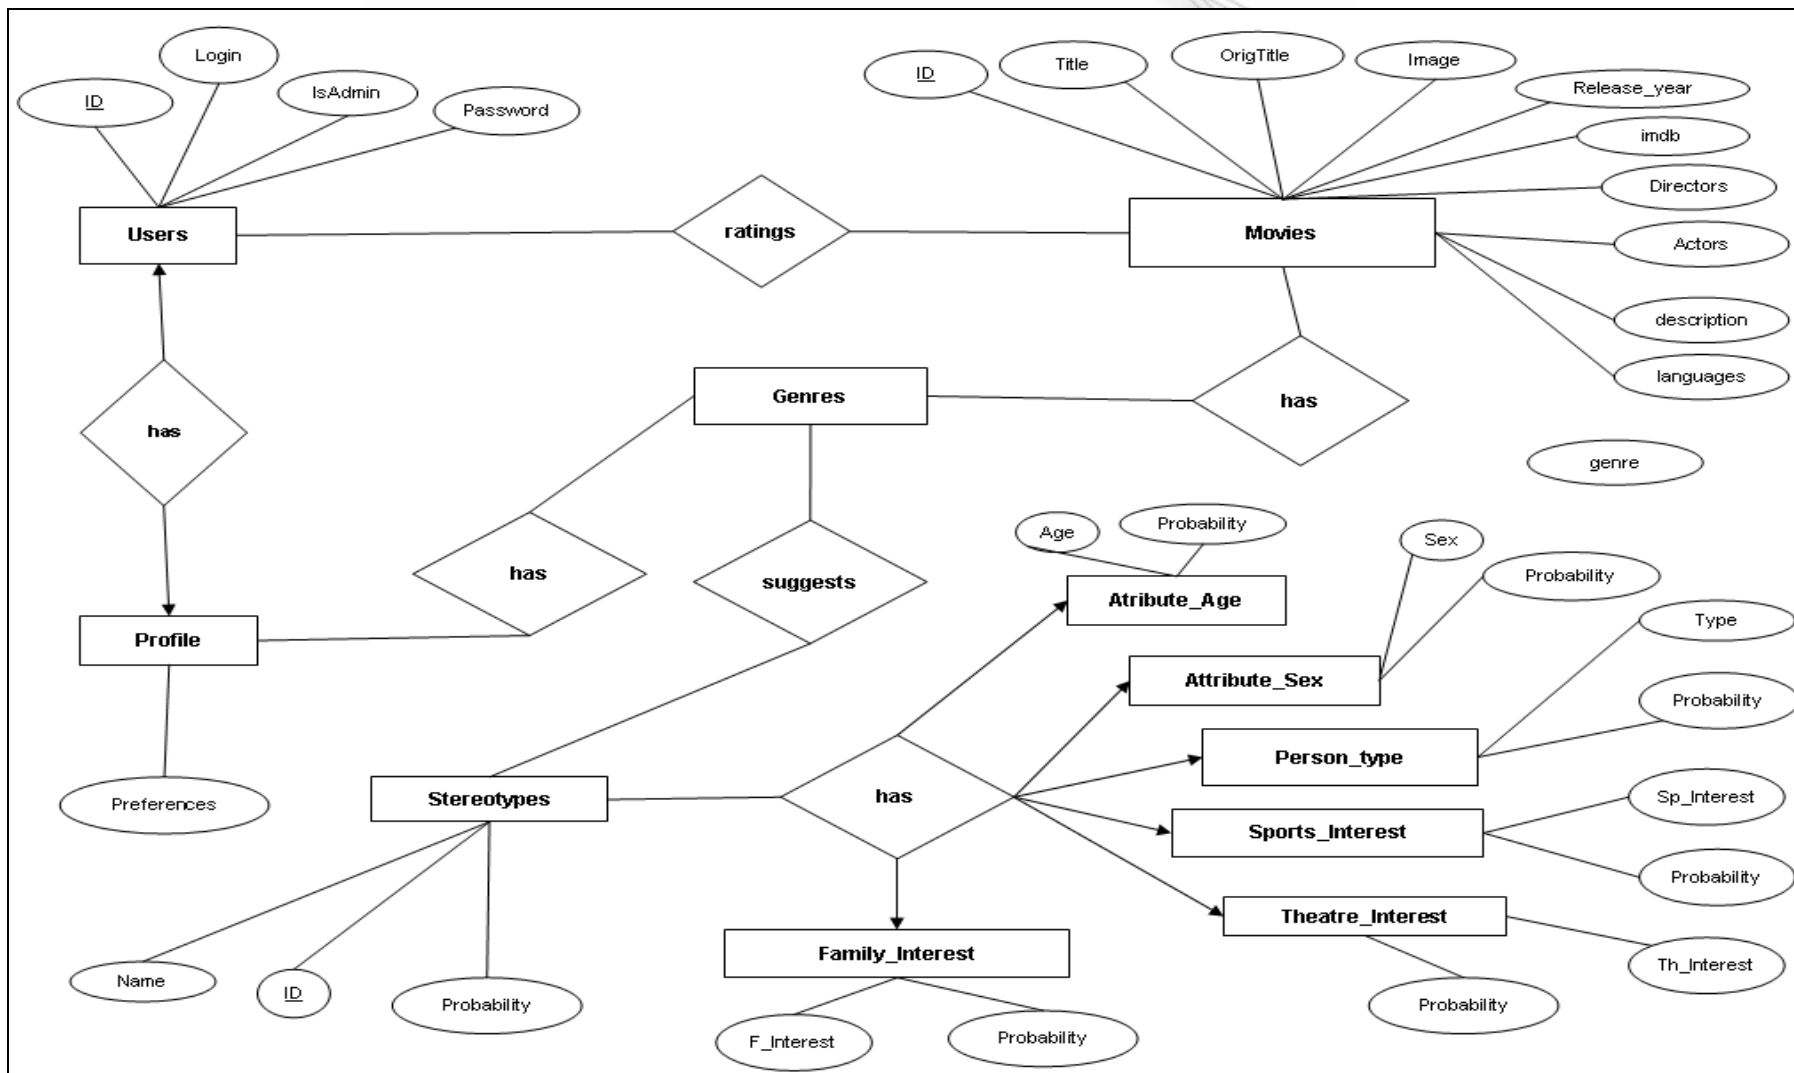 Login
ID
IsAdmin
Password
Users
ratings
ID
Title
OrigTitle
Image
Release_year
imdb
Directors
Movies
Actors
description
languages
Genres
has
has
genre
has
suggests
Age
Probability
Atribute_Age
Sex
Probability
Attribute_Sex
Type
Probability
Person_type
Profile
Preferences
Stereotypes
has
Sp_Interest
Sports_Interest
Probability
Theatre_Interest
Th_Interest
Probability
Family_Interest
Name
ID
Probability
F_Interest
Probability